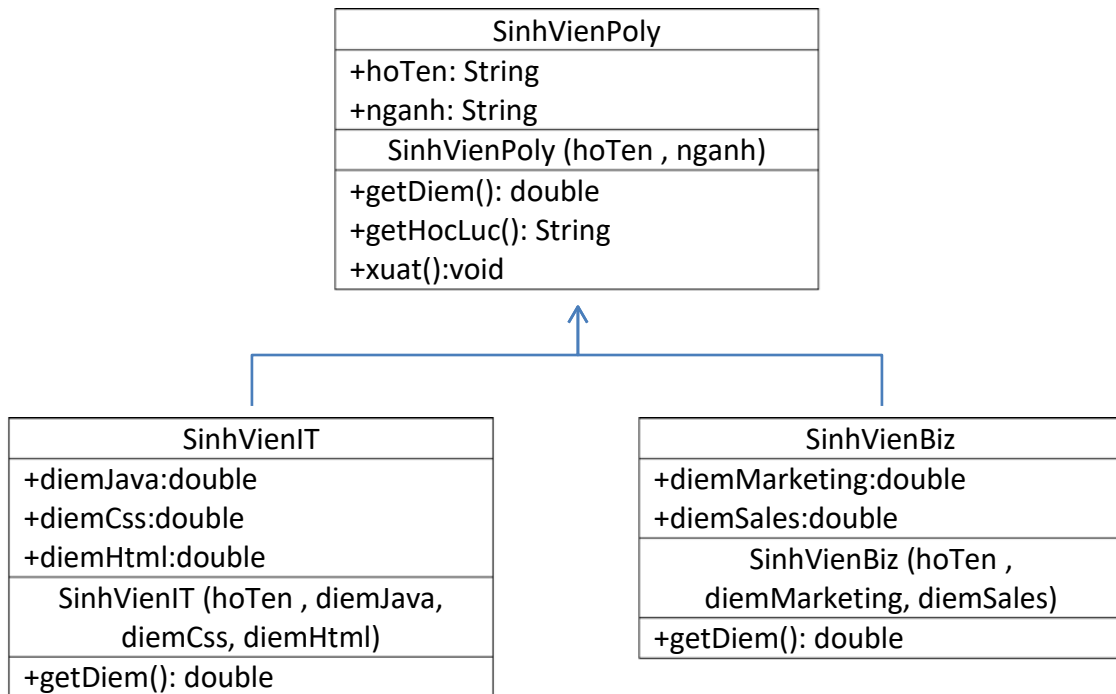 SinhVienPoly
+hoTen: String
+nganh: String
SinhVienPoly (hoTen , nganh)
+getDiem(): double
+getHocLuc(): String
+xuat():void
SinhVienIT
+diemJava:double
+diemCss:double
+diemHtml:double
SinhVienIT (hoTen , diemJava,
diemCss, diemHtml)
+getDiem(): double
SinhVienBiz
+diemMarketing:double
+diemSales:double
SinhVienBiz (hoTen ,
diemMarketing, diemSales)
+getDiem(): double